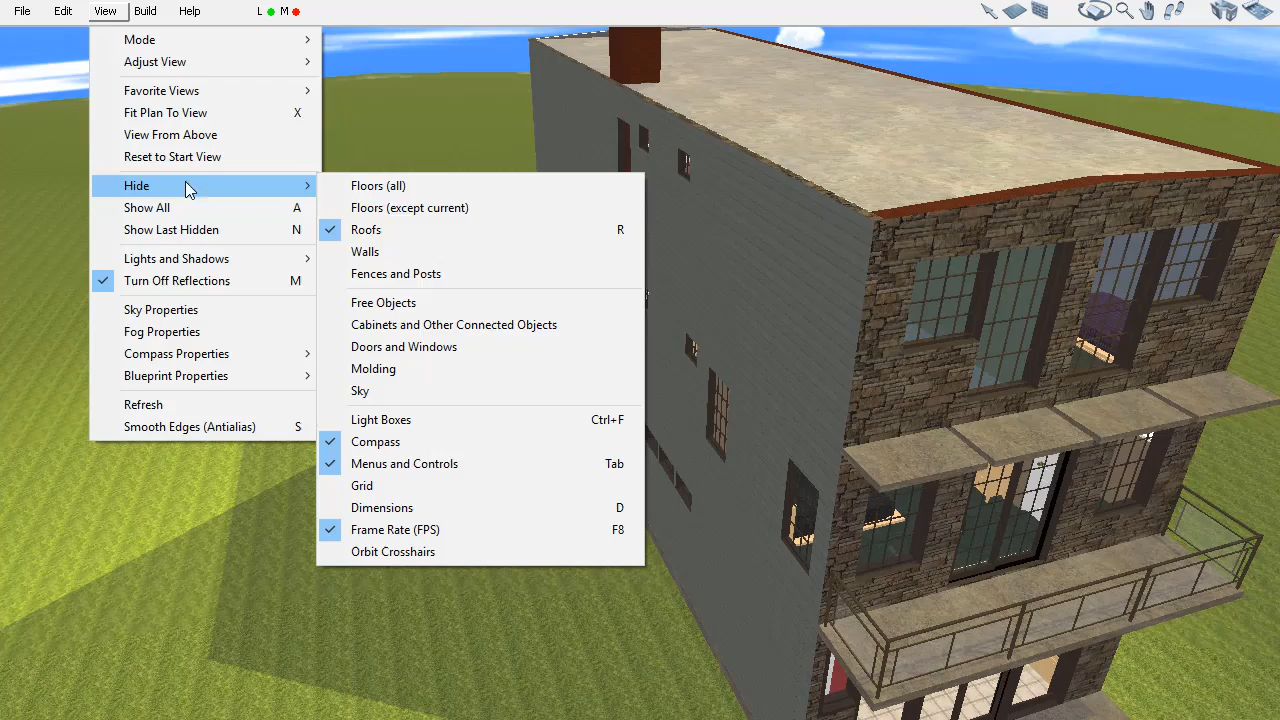 File Edit View Build Help L M
Mode
Adjust View
Favorite Views
Fit Plan To View X
View From Above
Reset to Start View
Hide
Show All A
Show Last Hidden N
Lights and Shadows
Turn Off Reflections M
Sky Properties
Fog Properties
Compass Properties
Blueprint Properties
Refresh
Smooth Edges (Antialias) S
Floors (all)
Floors (except current)
Roofs R
Walls
Fences and Posts
Free Objects
Cabinets and Other Connected Objects
Doors and Windows
Molding
Sky
Light Boxes Ctrl+F
Compass
Menus and Controls Tab
Grid
Dimensions D
Frame Rate (FPS) F8
Orbit Crosshairs